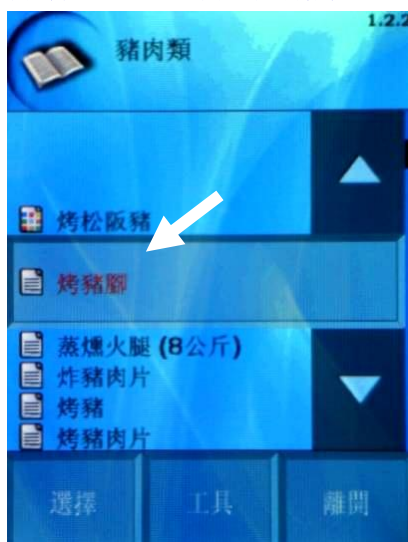 1.2.2
豬肉類
烤松阪豬
烤豬腳
蒸燻火腿 (8公斤)
炸豬肉片
烤豬
烤豬肉片
選擇
工具
離開